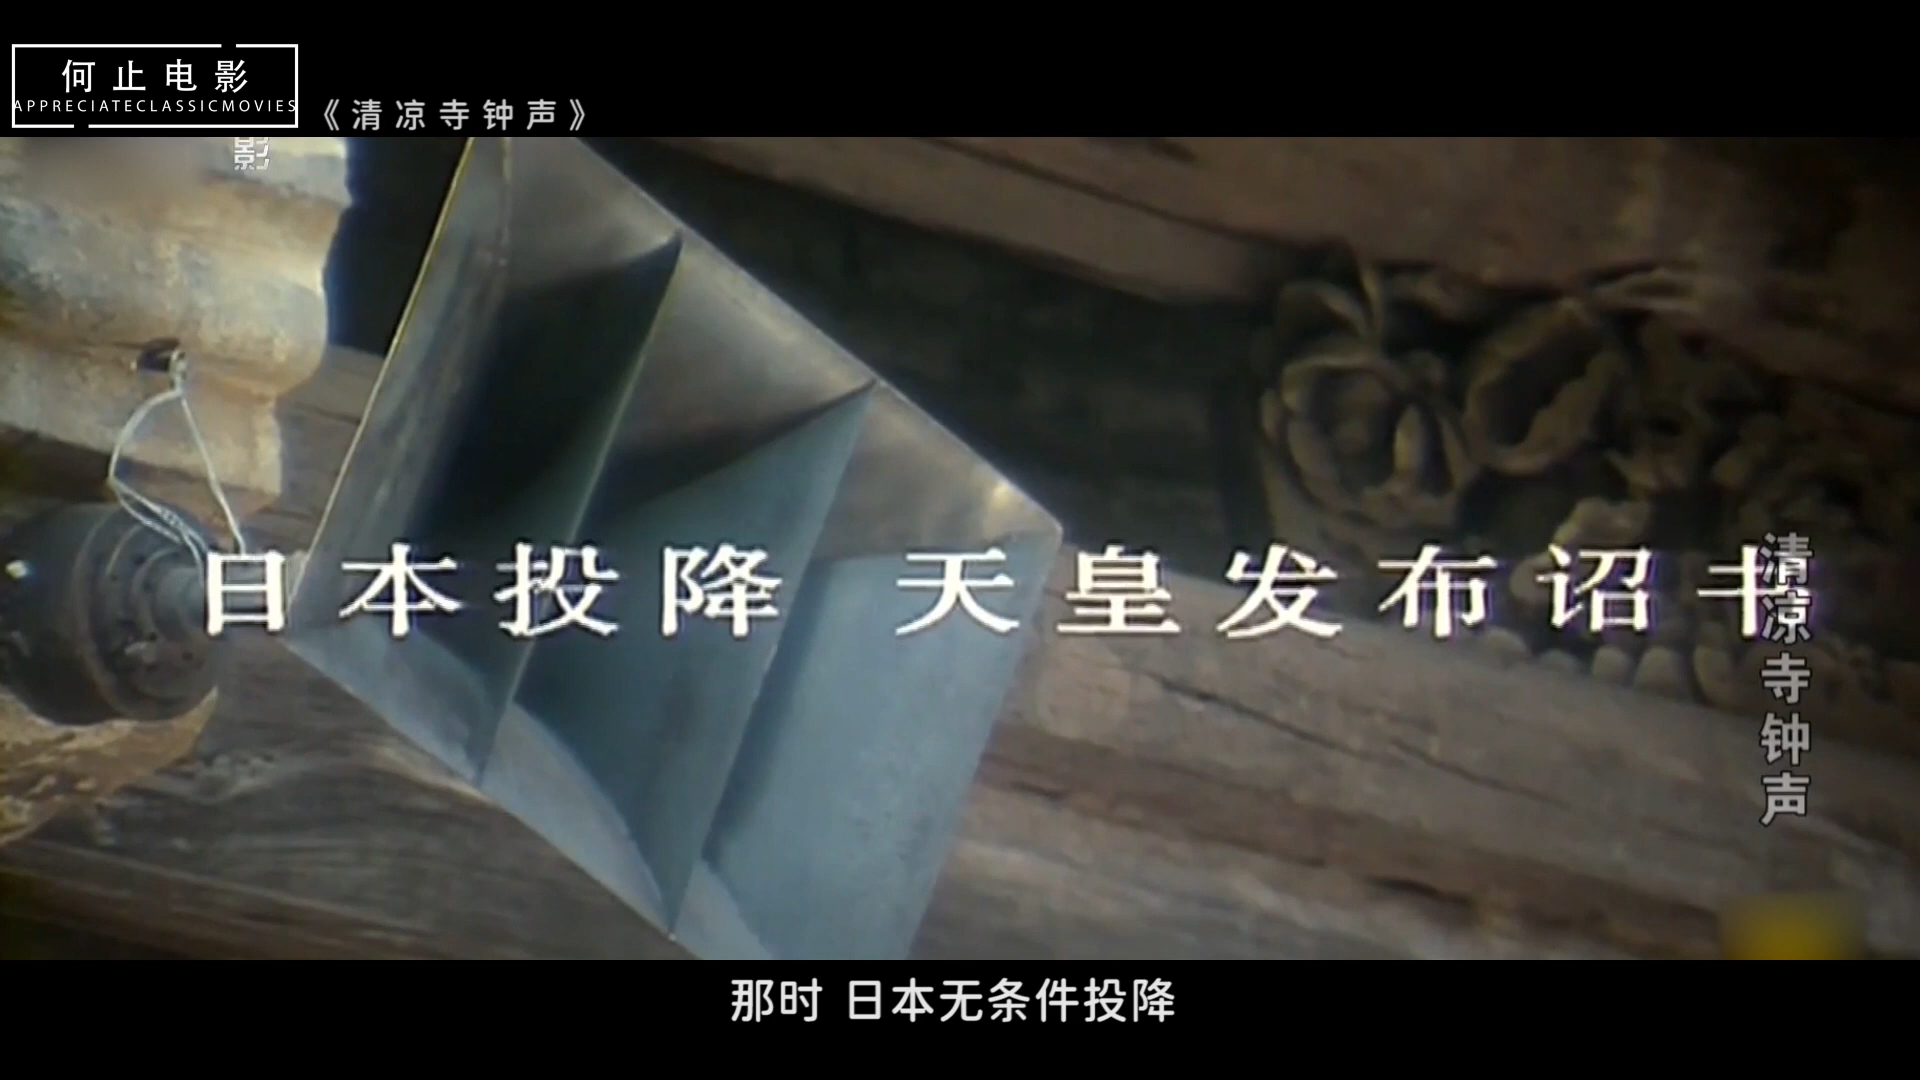 何止电影
APPRECIATECLASSICMOVIES
《清凉寺钟声》
影
日本投降 天皇发布诏书
清凉寺钟声
那时 日本无条件投降